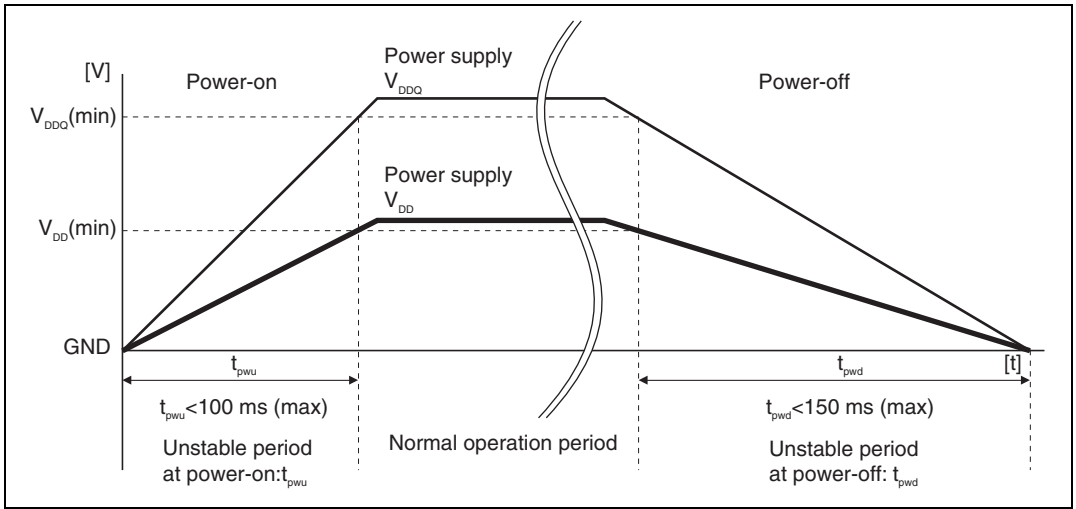 [V]
Power-on
Power supply
VDDQ
Power-off
VDDQ(min)
Power supply
VDD
VDD(min)
GND
tpwu
tpwd
[t]
tpwu<100 ms (max)
tpwd<150 ms (max)
Unstable period
at power-on:tpwu
Normal operation period
Unstable period
at power-off: tpwd